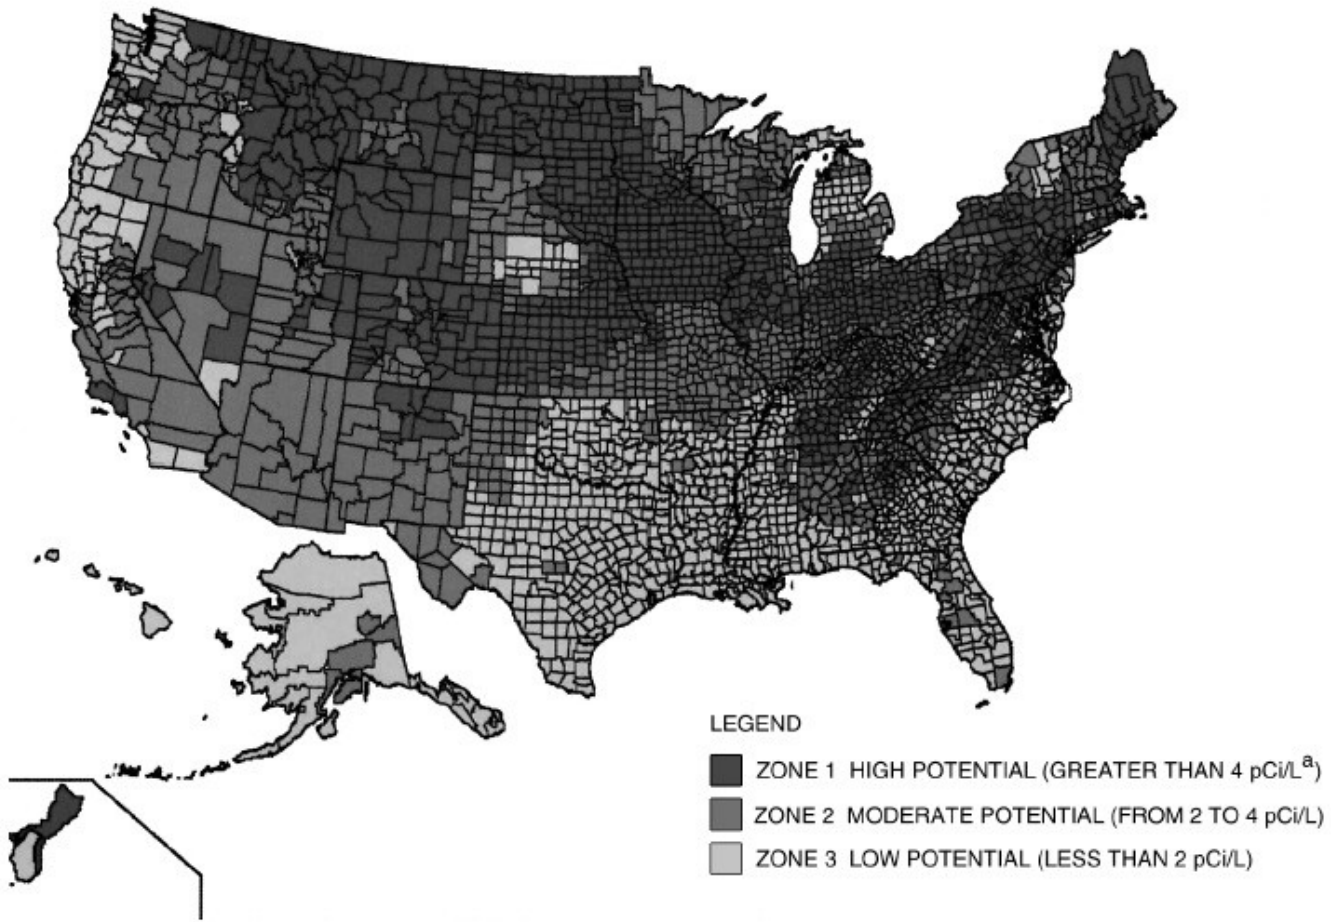 LEGEND
ZONE 1 HIGH POTENTIAL (GREATER THAN 4 pCi/Lª)
ZONE 2 MODERATE POTENTIAL (FROM 2 TO 4 pCi/L)
ZONE 3 LOW POTENTIAL (LESS THAN 2 pCi/L)